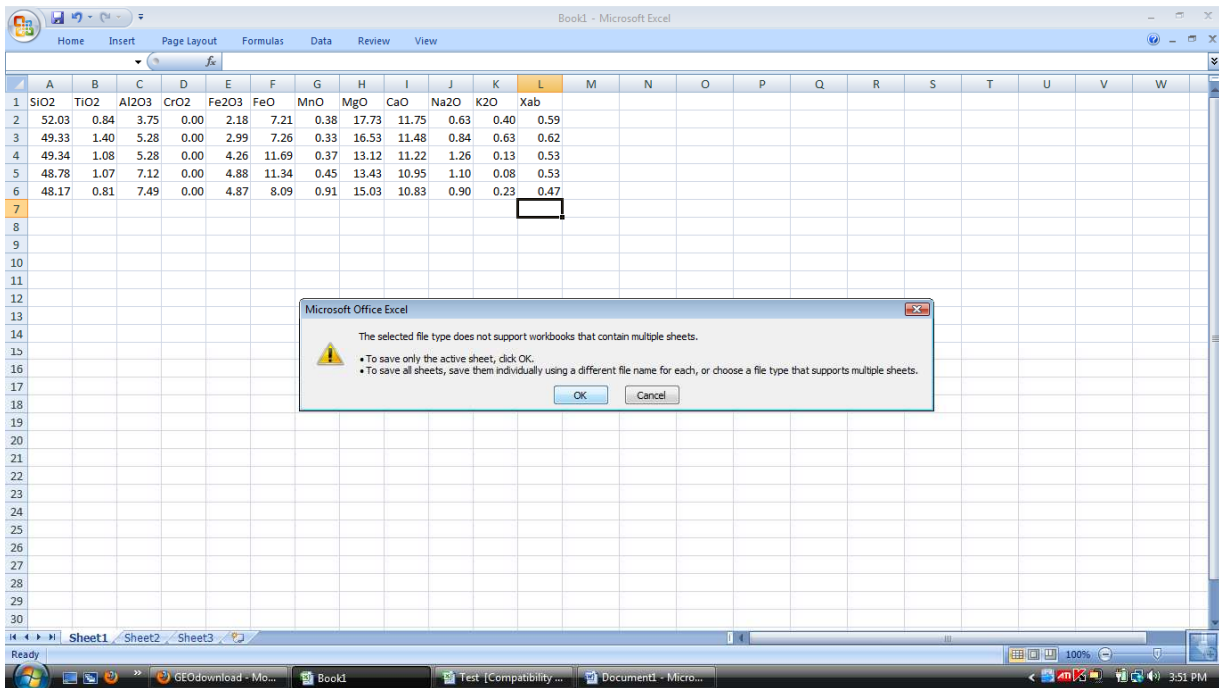 Book1 - Microsoft Excel
Home Insert Page Layout Formulas Data Review View
fx
A B C D E F G H I J K L M N O P Q R S T U V W
1 SiO2 TiO2 Al2O3 CrO2 Fe2O3 FeO MnO MgO CaO Na2O K2O Xab
2 52.03 0.84 3.75 0.00 2.18 7.21 0.38 17.73 11.75 0.63 0.40 0.59
3 49.33 1.40 5.28 0.00 2.99 7.26 0.33 16.53 11.48 0.84 0.63 0.62
4 49.34 1.08 5.28 0.00 4.26 11.69 0.37 13.12 11.22 1.26 0.13 0.53
5 48.78 1.07 7.12 0.00 4.88 11.34 0.45 13.43 10.95 1.10 0.08 0.53
6 48.17 0.81 7.49 0.00 4.87 8.09 0.91 15.03 10.83 0.90 0.23 0.47
7
8
9
10
11
12
13
14
15
16
17
18
19
20
21
22
23
24
25
26
27
28
29
30
Microsoft Office Excel
The selected file type does not support workbooks that contain multiple sheets.
• To save only the active sheet, click OK.
• To save all sheets, save them individually using a different file name for each, or choose a file type that supports multiple sheets.
OK Cancel
Sheet1 Sheet2 Sheet3
Ready 100%
GEOdownload - Mo... Book1 Test [Compatibility ... Document1 - Micro... 3:51 PM